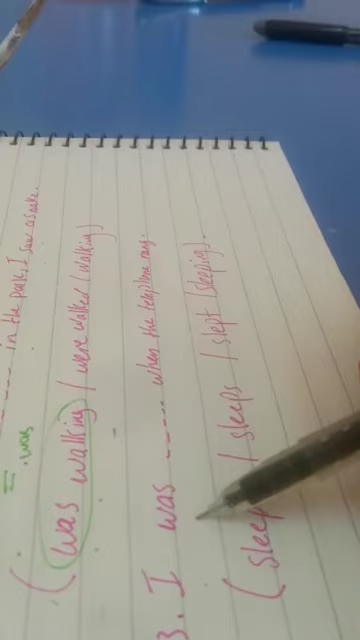 ---- in the park, I saw a snake.
= was
( was walking / were walked / walking )
3. I was ----- when the telephone rang.
( sleep / sleeps / slept / sleeping ).